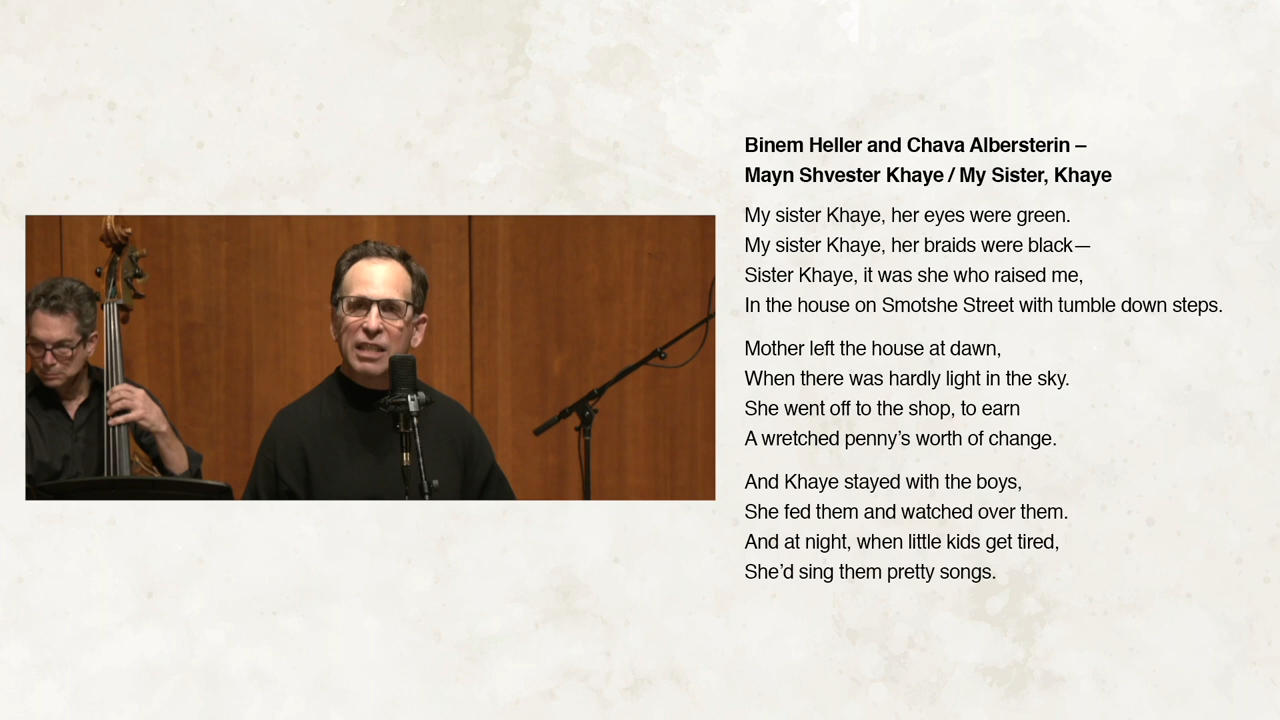 Binem Heller and Chava Albersterin –
Mayn Shvester Khaye / My Sister, Khaye
My sister Khaye, her eyes were green.
My sister Khaye, her braids were black—
Sister Khaye, it was she who raised me,
In the house on Smotshe Street with tumble down steps.
Mother left the house at dawn,
When there was hardly light in the sky.
She went off to the shop, to earn
A wretched penny’s worth of change.
And Khaye stayed with the boys,
She fed them and watched over them.
And at night, when little kids get tired,
She’d sing them pretty songs.